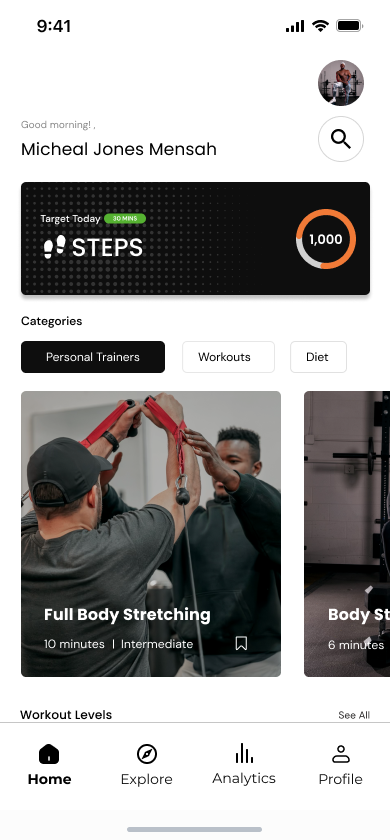 9:41
Good morning! ,
Micheal Jones Mensah
Target Today 30 MINS
STEPS
1,000
Categories
Personal Trainers
Workouts
Diet
Full Body Stretching
10 minutes | Intermediate
Body St
6 minutes
Workout Levels
See All
Home
Explore
Analytics
Profile